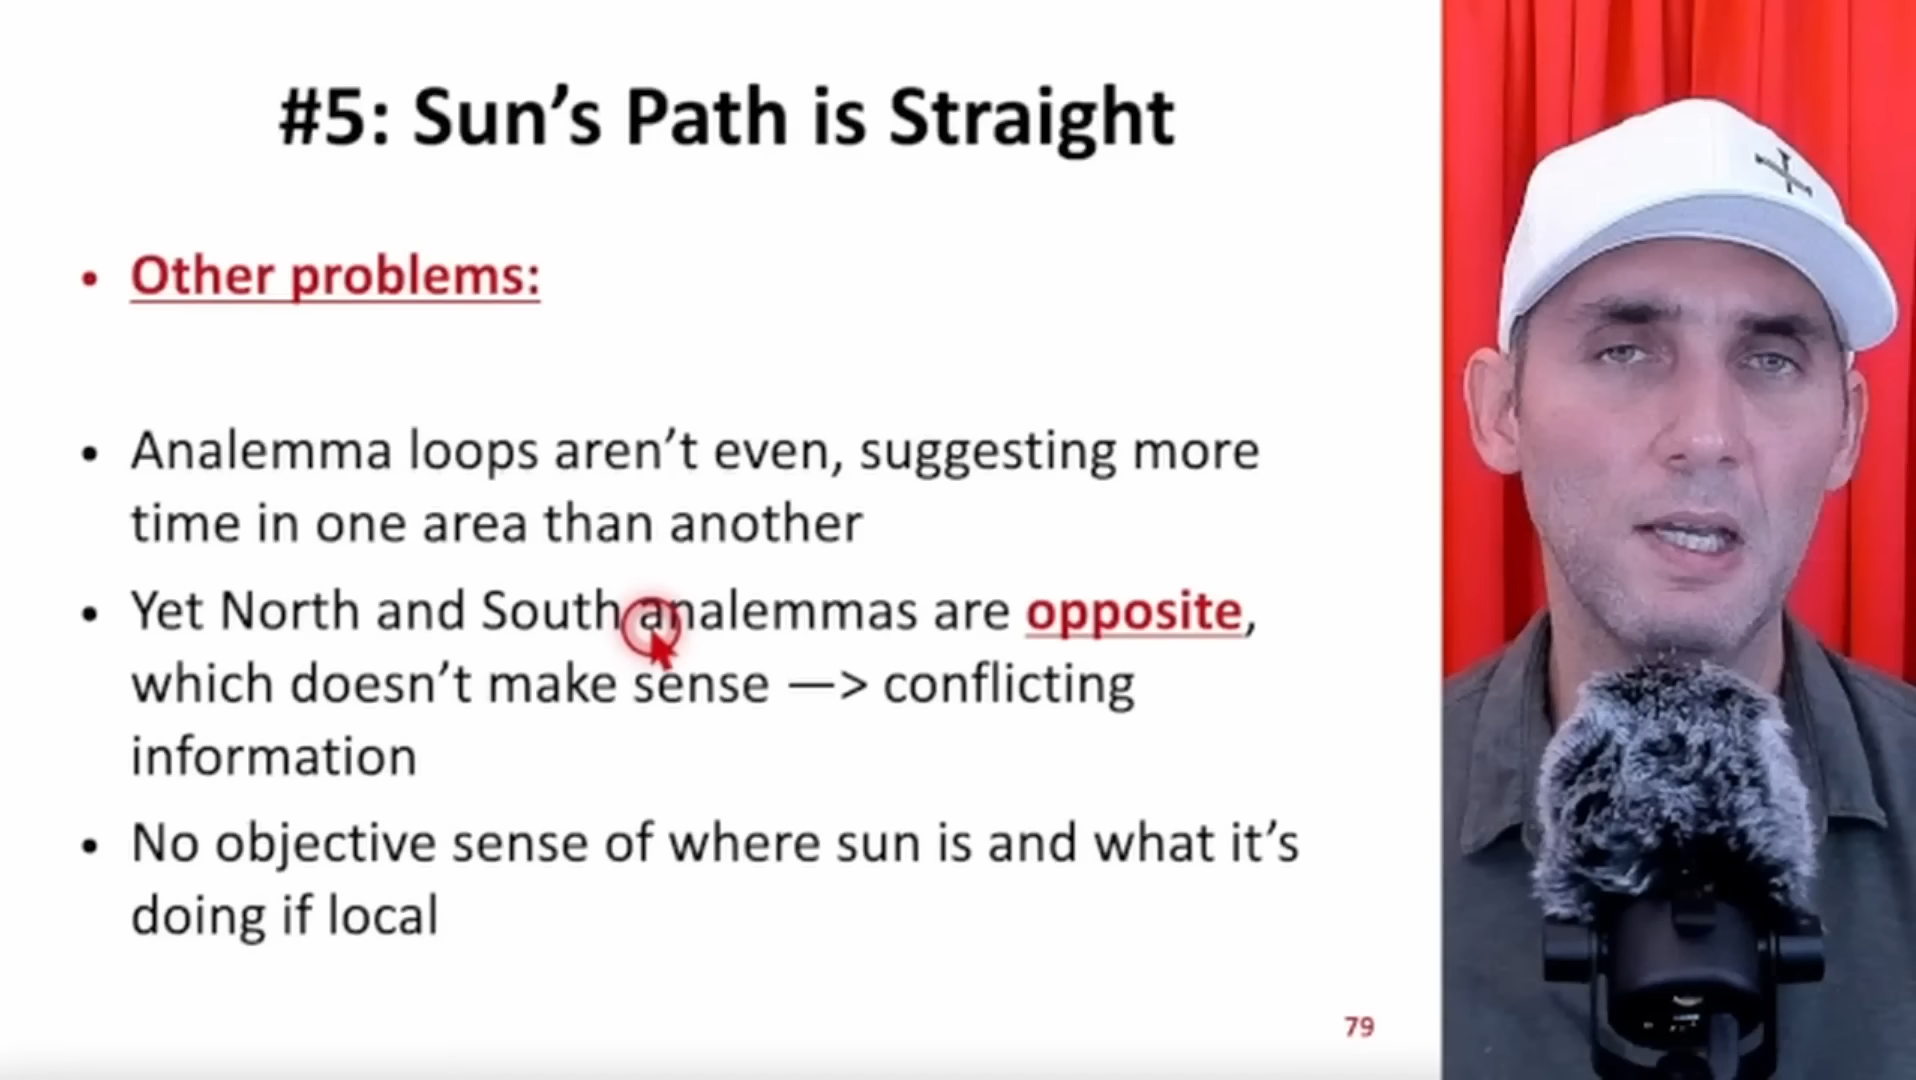 #5: Sun’s Path is Straight
• Other problems:
• Analemma loops aren’t even, suggesting more
time in one area than another
• Yet North and South analemmas are opposite,
which doesn’t make sense —> conflicting
information
• No objective sense of where sun is and what it’s
doing if local
79